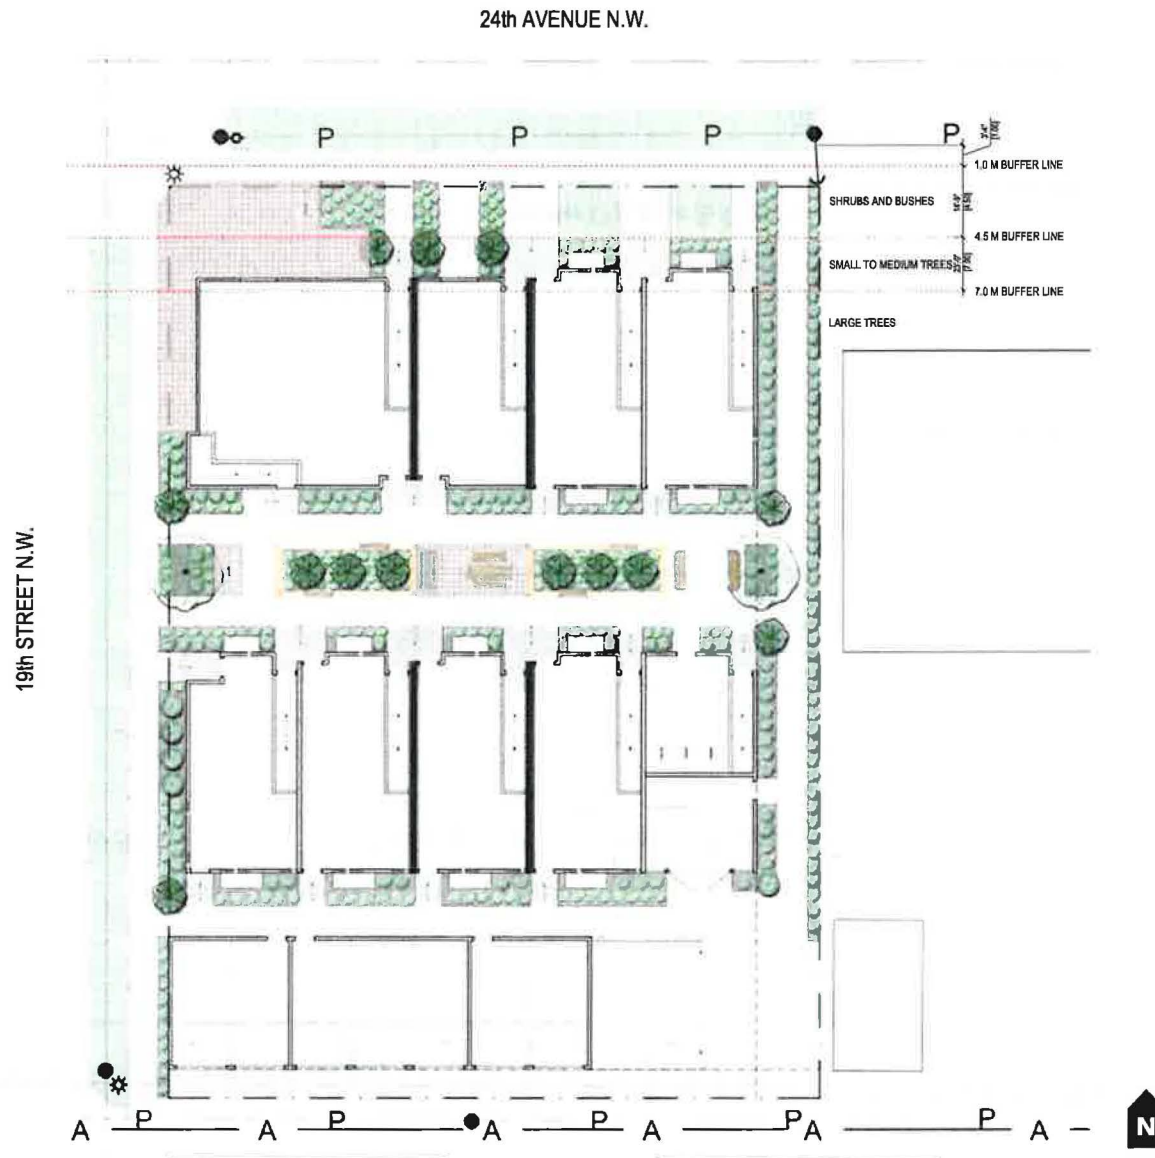 24th AVENUE N.W.
P P P P
1.0 M BUFFER LINE
SHRUBS AND BUSHES
4.5 M BUFFER LINE
SMALL TO MEDIUM TREES
7.0 M BUFFER LINE
LARGE TREES
19th STREET N.W.
1
P P P P P
A A A A A A
N